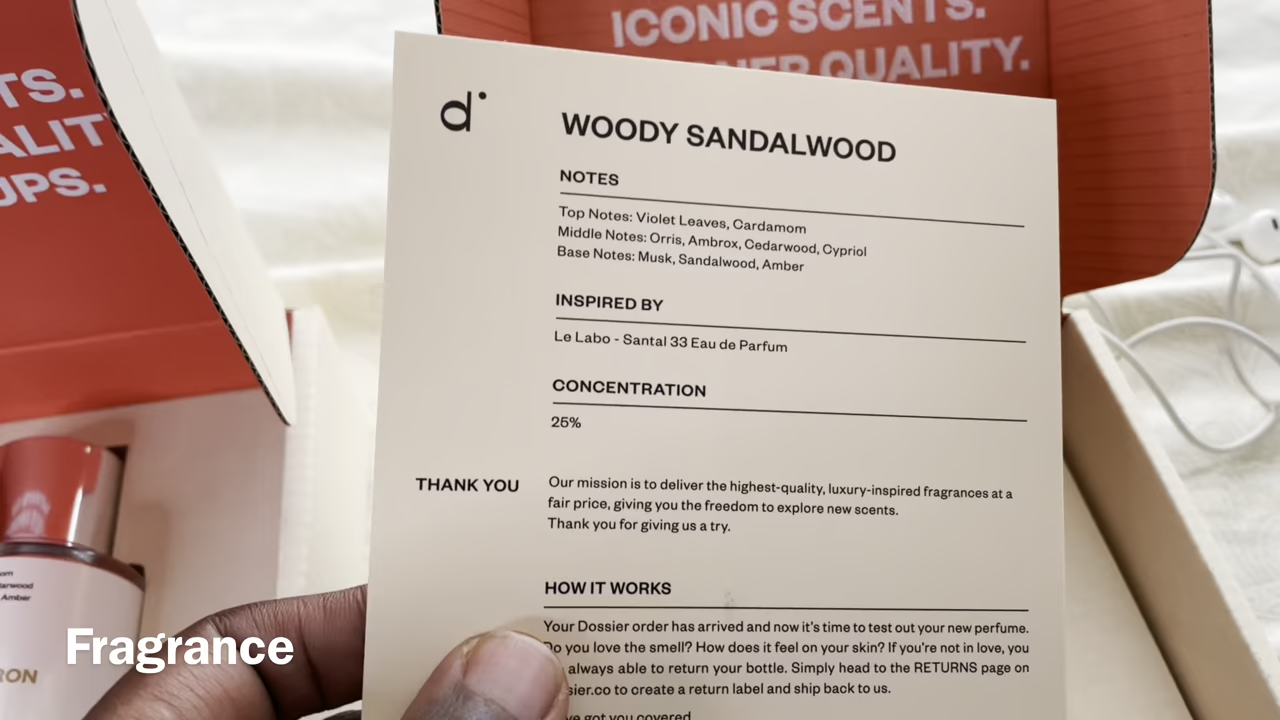 ICONIC SCENTS.
QUALITY.
TS.
ALIT
UPS.
d
WOODY SANDALWOOD
NOTES
Top Notes: Violet Leaves, Cardamom
Middle Notes: Orris, Ambrox, Cedarwood, Cypriol
Base Notes: Musk, Sandalwood, Amber
INSPIRED BY
Le Labo - Santal 33 Eau de Parfum
CONCENTRATION
25%
THANK YOU
Our mission is to deliver the highest-quality, luxury-inspired fragrances at a
fair price, giving you the freedom to explore new scents.
Thank you for giving us a try.
HOW IT WORKS
Your Dossier order has arrived and now it's time to test out your new perfume.
Do you love the smell? How does it feel on your skin? If you're not in love, you
always able to return your bottle. Simply head to the RETURNS page on
sier.co to create a return label and ship back to us.
got you covered
om
arwood
Amber
RON
Fragrance